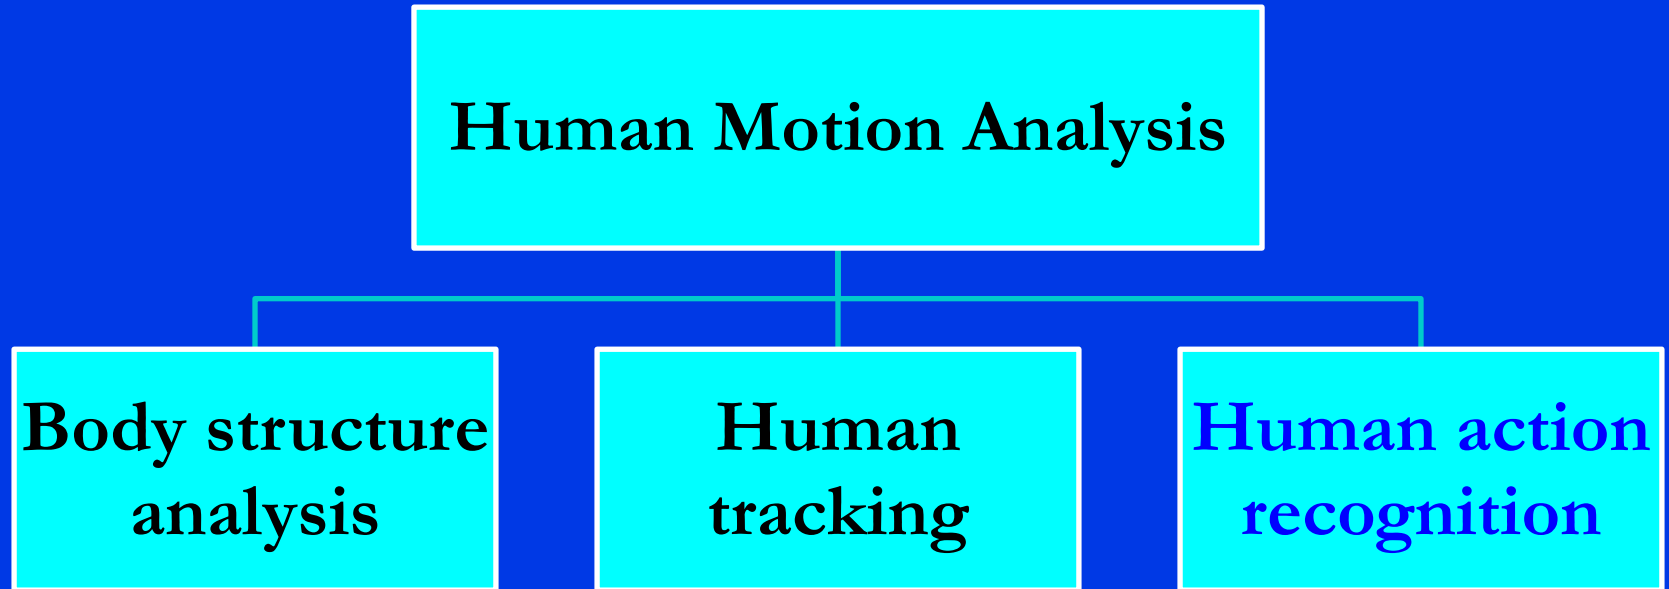 Human Motion Analysis
Body structure
analysis
Human
tracking
Human action
recognition